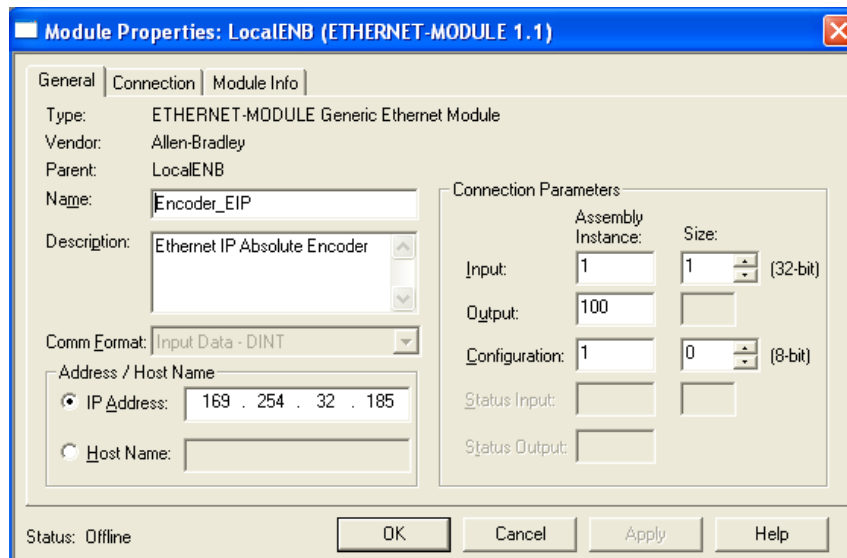 Module Properties: LocalENB (ETHERNET-MODULE 1.1)
General Connection Module Info
Type: ETHERNET-MODULE Generic Ethernet Module
Vendor: Allen-Bradley
Parent: LocalENB
Name: Encoder_EIP
Description: Ethernet IP Absolute Encoder
Comm Format: Input Data - DINT
Address / Host Name
IP Address: 169 . 254 . 32 . 185
Host Name:
Connection Parameters
Assembly
Instance: Size:
Input: 1 1 (32-bit)
Output: 100
Configuration: 1 0 (8-bit)
Status Input:
Status Output:
Status: Offline OK Cancel Apply Help